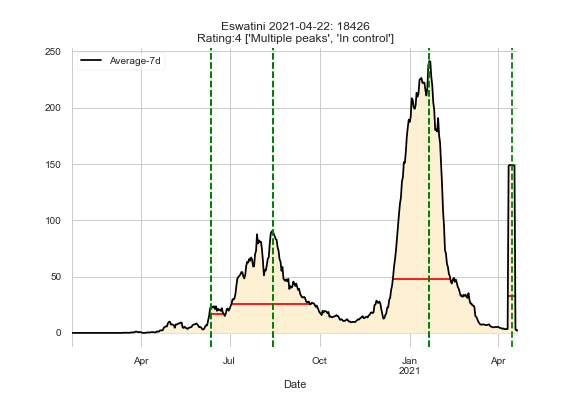 Eswatini 2021-04-22: 18426
Rating:4 ['Multiple peaks', 'In control']
Average-7d
250
200
150
100
50
0
Apr
Jul
Oct
Jan
2021
Apr
Date